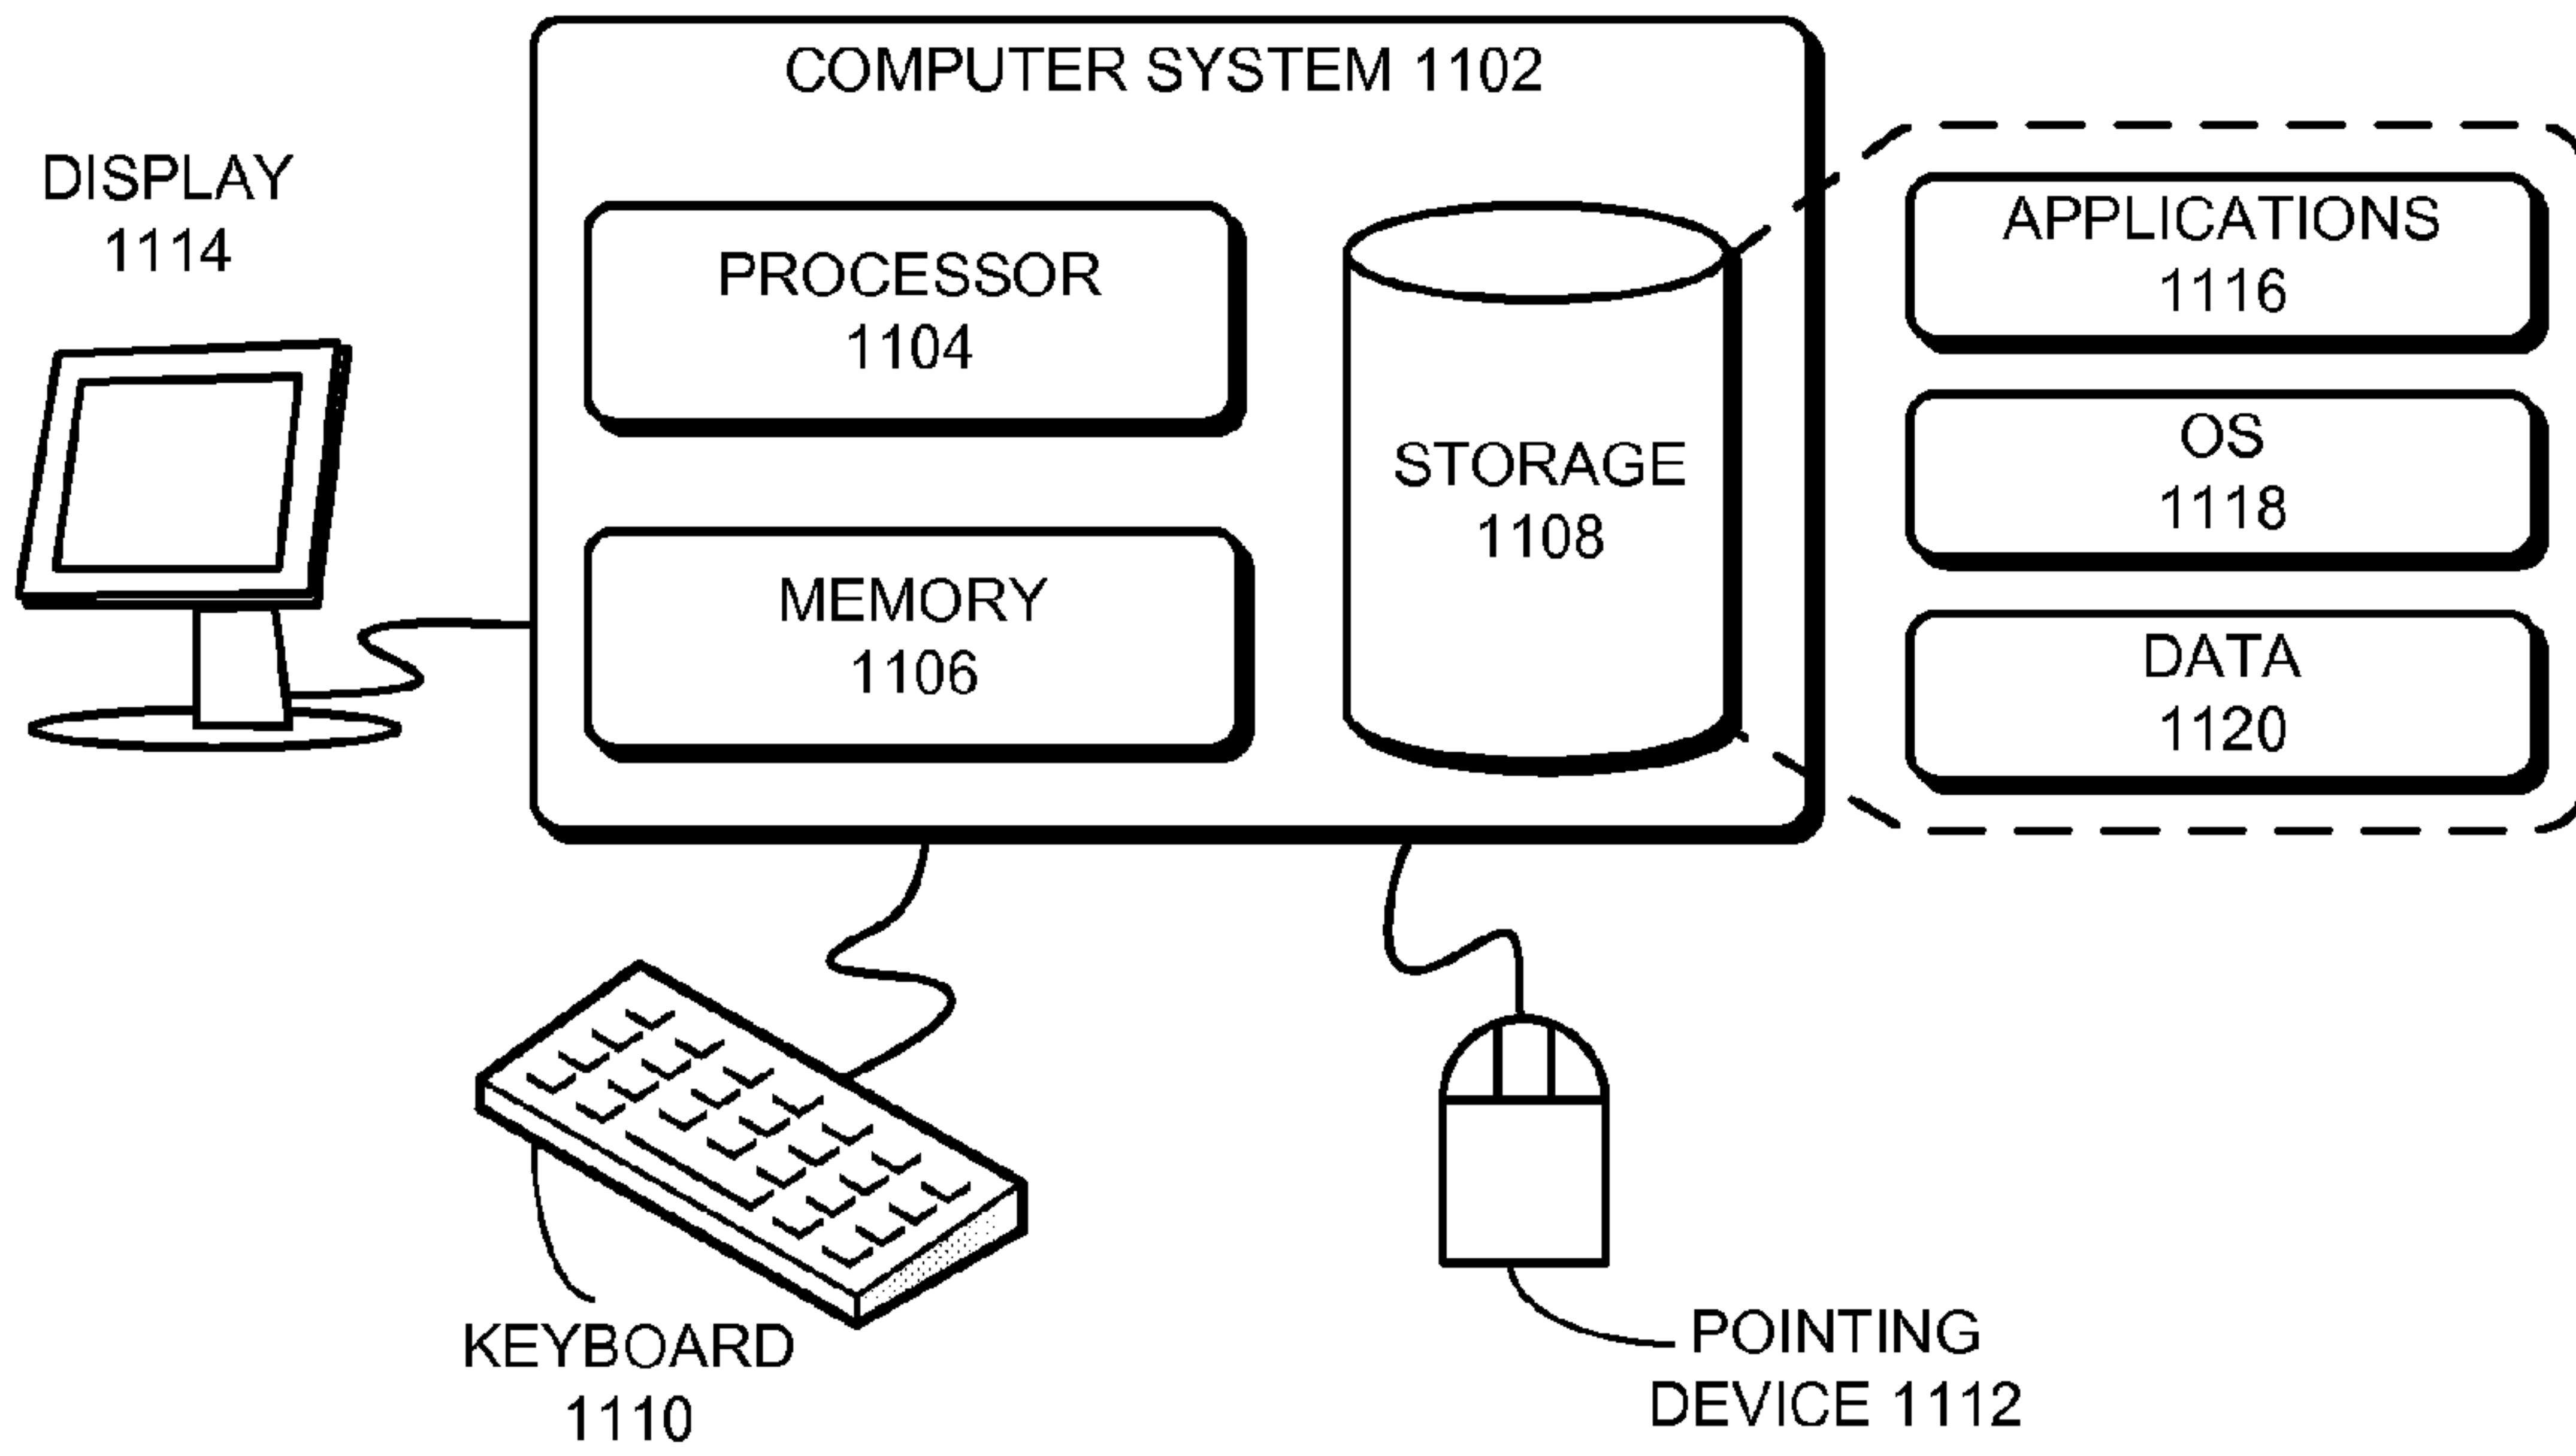 COMPUTER SYSTEM 1102
DISPLAY
1114
PROCESSOR
1104
MEMORY
1106
STORAGE
1108
APPLICATIONS
1116
OS
1118
DATA
1120
KEYBOARD
1110
POINTING
DEVICE 1112